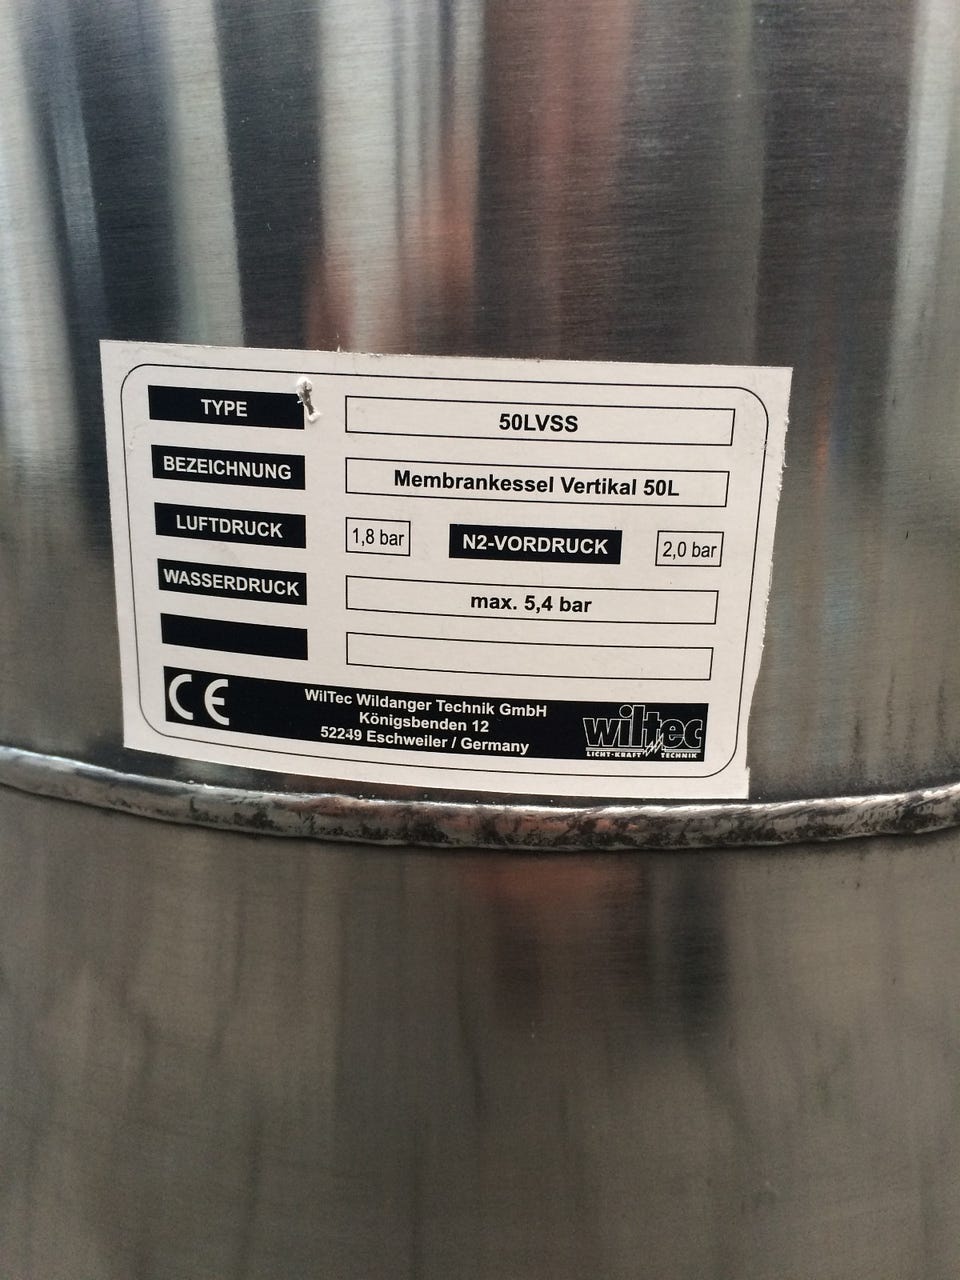 TYPE 50LVSS
BEZEICHNUNG Membrankessel Vertikal 50L
LUFTDRUCK 1,8 bar N2-VORDRUCK 2,0 bar
WASSERDRUCK max. 5,4 bar
CE
WilTec Wildanger Technik GmbH
Königsbenden 12
52249 Eschweiler / Germany
wiltec
LICHT-KRAFT TECHNIK